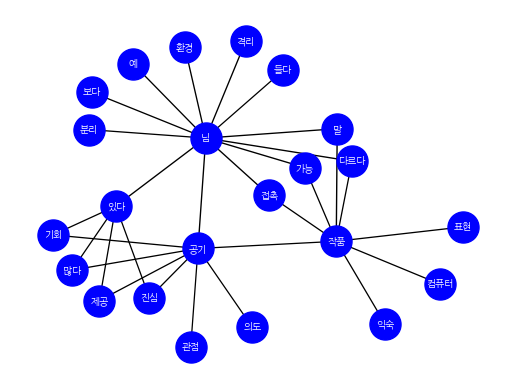 격리
환경
예
들다
보다
분리
말
님
다르다
가능
접촉
있다
표현
기회
작품
공기
많다
컴퓨터
제공
진심
익숙
의도
관점